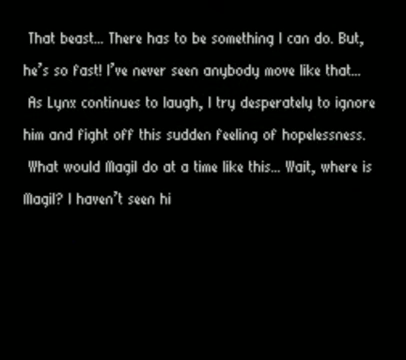 That beast... There has to be something I can do. But,
he's so fast! I've never seen anybody move like that...
As Lynx continues to laugh, I try desperately to ignore
him and fight off this sudden feeling of hopelessness.
What would Magil do at a time like this... Wait, where is
Magil? I haven't seen hi